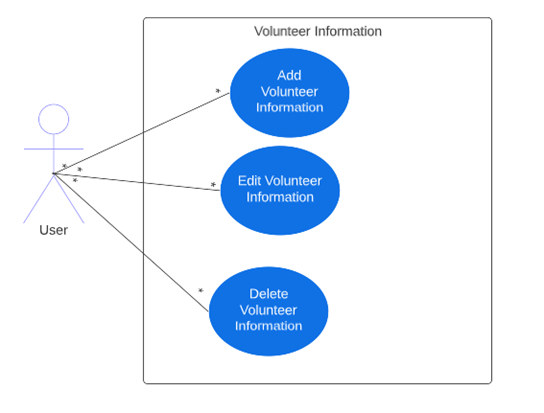 Volunteer Information
Add
Volunteer
Information
*
Edit Volunteer
Information
*
*
*
*
User
Delete
Volunteer
Information
*